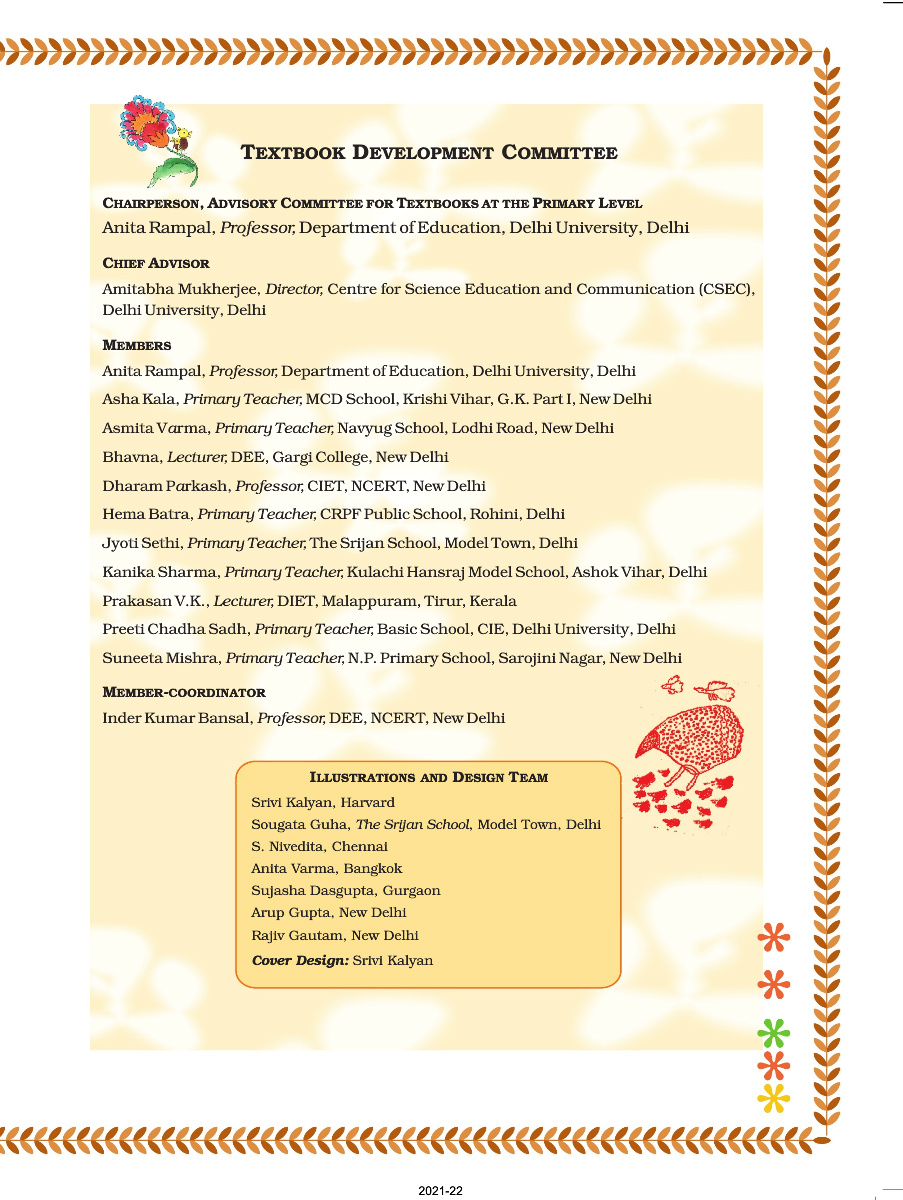 TEXTBOOK DEVELOPMENT COMMITTEE
CHAIRPERSON, ADVISORY COMMITTEE FOR TEXTBOOKS AT THE PRIMARY LEVEL
Anita Rampal, Professor, Department of Education, Delhi University, Delhi
CHIEF ADVISOR
Amitabha Mukherjee, Director, Centre for Science Education and Communication (CSEC),
Delhi University, Delhi
MEMBERS
Anita Rampal, Professor, Department of Education, Delhi University, Delhi
Asha Kala, Primary Teacher, MCD School, Krishi Vihar, G.K. Part I, New Delhi
Asmita Varma, Primary Teacher, Navyug School, Lodhi Road, New Delhi
Bhavna, Lecturer, DEE, Gargi College, New Delhi
Dharam Parkash, Professor, CIET, NCERT, New Delhi
Hema Batra, Primary Teacher, CRPF Public School, Rohini, Delhi
Jyoti Sethi, Primary Teacher, The Srijan School, Model Town, Delhi
Kanika Sharma, Primary Teacher, Kulachi Hansraj Model School, Ashok Vihar, Delhi
Prakasan V.K., Lecturer, DIET, Malappuram, Tirur, Kerala
Preeti Chadha Sadh, Primary Teacher, Basic School, CIE, Delhi University, Delhi
Suneeta Mishra, Primary Teacher, N.P. Primary School, Sarojini Nagar, New Delhi
MEMBER-COORDINATOR
Inder Kumar Bansal, Professor, DEE, NCERT, New Delhi
ILLUSTRATIONS AND DESIGN TEAM
Srivi Kalyan, Harvard
Sougata Guha, The Srijan School, Model Town, Delhi
S. Nivedita, Chennai
Anita Varma, Bangkok
Sujasha Dasgupta, Gurgaon
Arup Gupta, New Delhi
Rajiv Gautam, New Delhi
Cover Design: Srivi Kalyan
2021-22